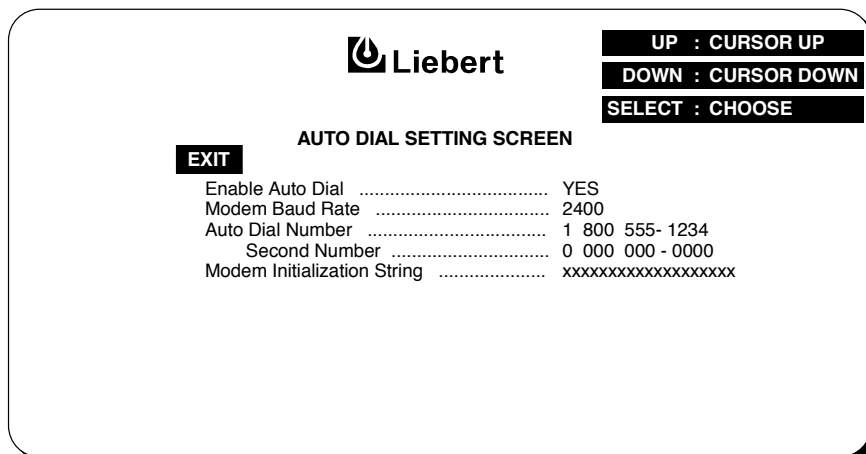 Liebert
UP : CURSOR UP
DOWN : CURSOR DOWN
SELECT : CHOOSE
AUTO DIAL SETTING SCREEN
EXIT
Enable Auto Dial ..................................... YES
Modem Baud Rate .................................. 2400
Auto Dial Number ................................... 1 800 555- 1234
Second Number ............................... 0 000 000 - 0000
Modem Initialization String ..................... xxxxxxxxxxxxxxxxxxx